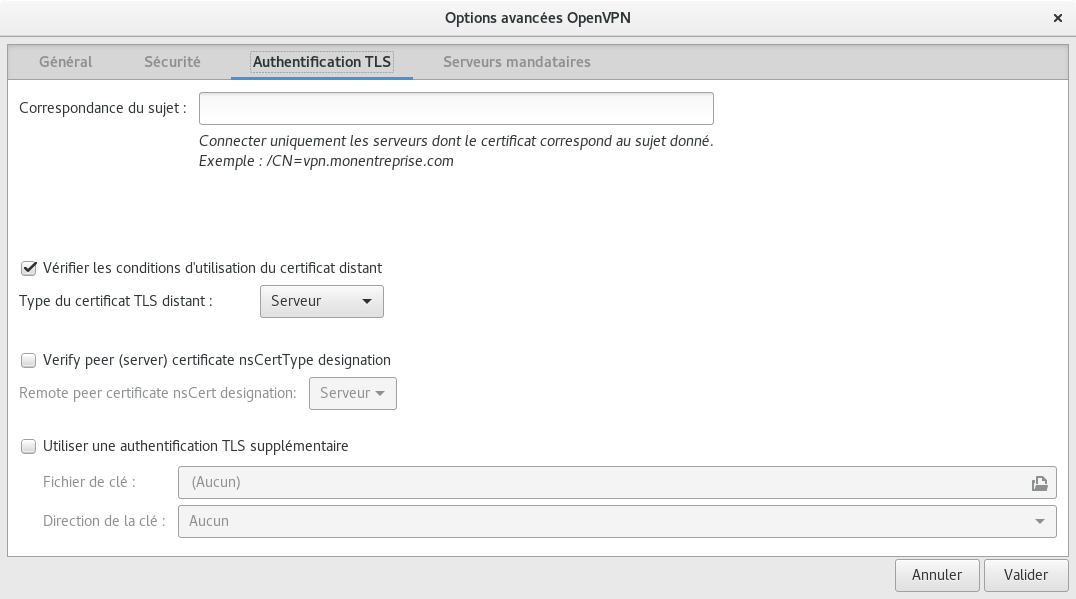 Options avancées OpenVPN
Général Sécurité Authentification TLS Serveurs mandataires
Correspondance du sujet :
Connecter uniquement les serveurs dont le certificat correspond au sujet donné.
Exemple : /CN=vpn.monentreprise.com
Vérifier les conditions d'utilisation du certificat distant
Type du certificat TLS distant : Serveur
Verify peer (server) certificate nsCertType designation
Remote peer certificate nsCert designation: Serveur
Utiliser une authentification TLS supplémentaire
Fichier de clé : (Aucun)
Direction de la clé : Aucun
Annuler Valider